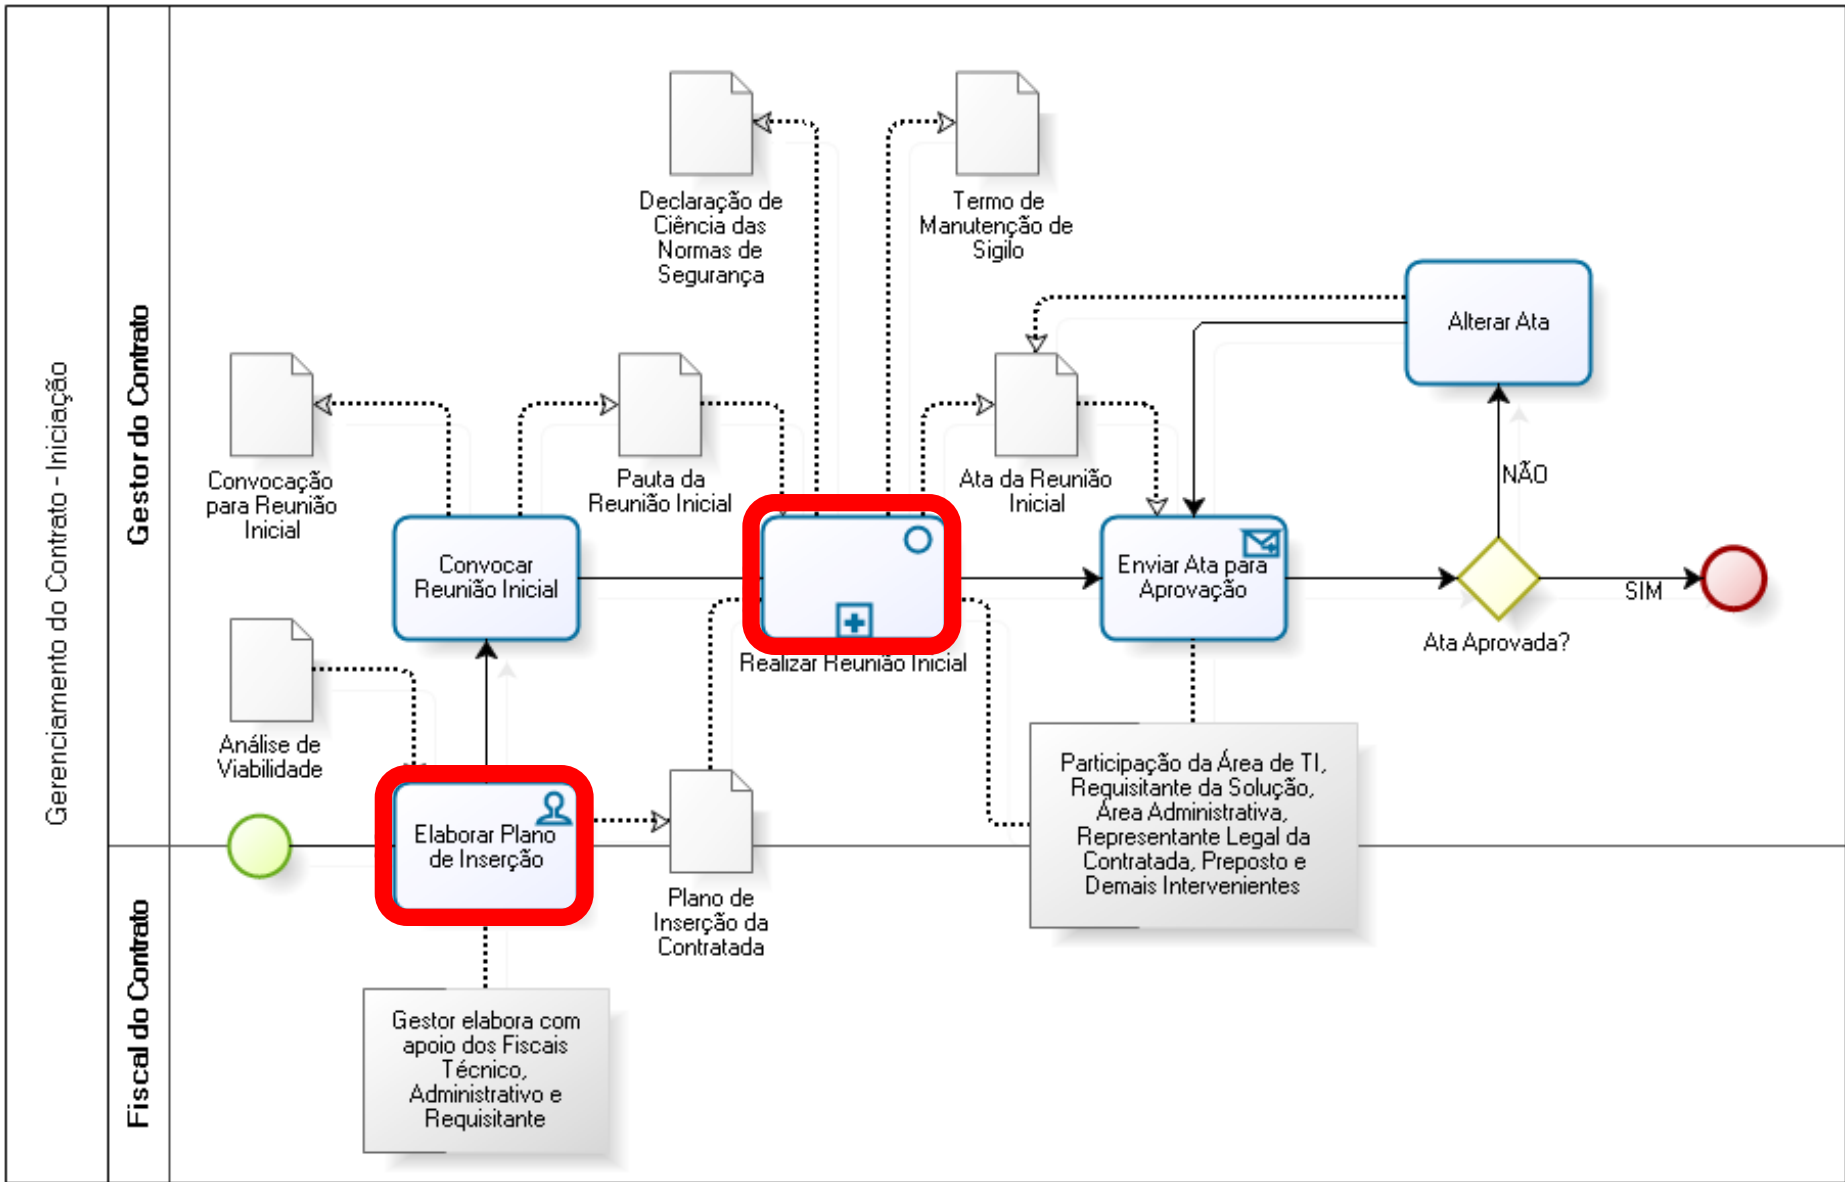 Gerenciamento do Contrato - Iniciação
Gestor do Contrato
Fiscal do Contrato
Declaração de
Ciência das
Normas de
Segurança
Termo de
Manutenção de
Sigilo
Alterar Ata
Convocação
para Reunião
Inicial
Pauta da
Reunião Inicial
Ata da Reunião
Inicial
NÃO
Convocar
Reunião Inicial
Enviar Ata para
Aprovação
SIM
Ata Aprovada?
Realizar Reunião Inicial
Análise de
Viabilidade
Elaborar Plano
de Inserção
Plano de
Inserção da
Contratada
Participação da Área de TI,
Requisitante da Solução,
Área Administrativa,
Representante Legal da
Contratada, Preposto e
Demais Intervenientes
Gestor elabora com
apoio dos Fiscais
Técnico,
Administrativo e
Requisitante